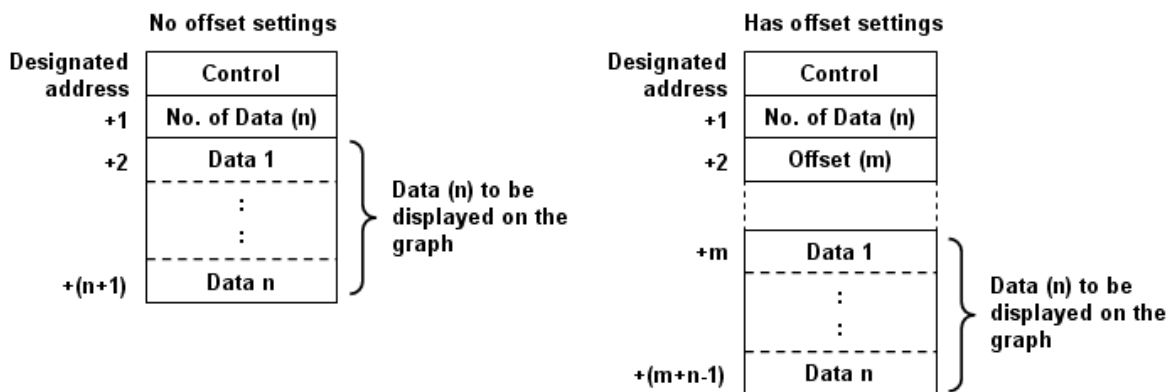 No offset settings
Designated
address
Control
+1
No. of Data (n)
+2
Data 1
:
:
Data (n) to be
displayed on the
graph
+(n+1)
Data n
Has offset settings
Designated
address
Control
+1
No. of Data (n)
+2
Offset (m)
+m
Data 1
:
:
Data (n) to be
displayed on the
graph
+(m+n-1)
Data n